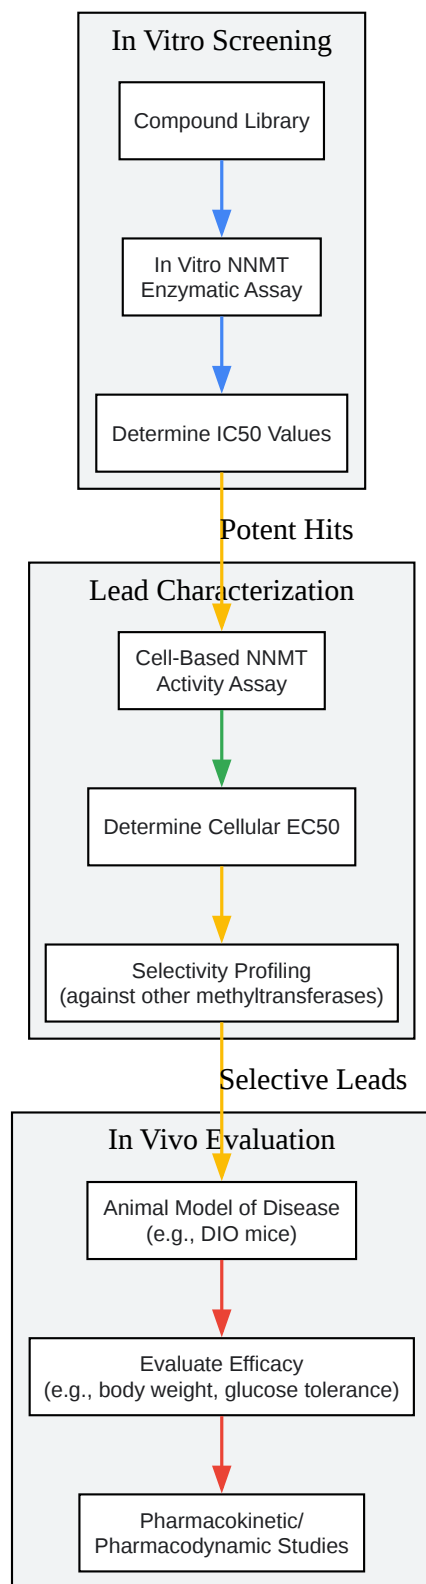 In Vitro Screening
Compound Library
In Vitro NNMT
Enzymatic Assay
Determine IC50 Values
Potent Hits
Lead Characterization
Cell-Based NNMT
Activity Assay
Determine Cellular EC50
Selectivity Profiling
(against other methyltransferases)
Selective Leads
In Vivo Evaluation
Animal Model of Disease
(e.g., DIO mice)
Evaluate Efficacy
(e.g., body weight, glucose tolerance)
Pharmacokinetic/
Pharmacodynamic Studies